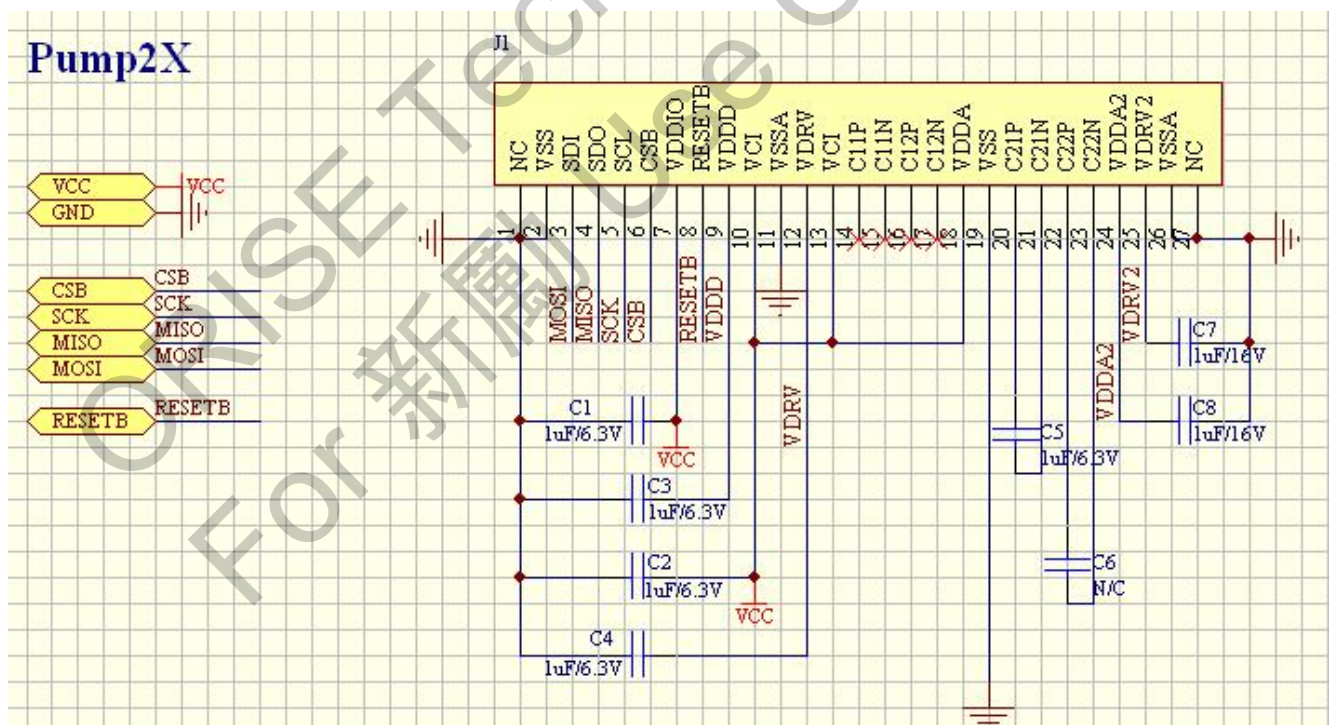 Pump2X
J1
NC
VSS
SDI
SDO
SCL
CSB
VDDIO
RESETB
VDDD
VCI
VSSA
VDRV
VCI
C11P
C11N
C12P
C12N
VDDA
VSS
C21P
C21N
C22P
C22N
VDDA2
VDRV2
VSSA
NC
1
2
3
4
5
6
7
8
9
10
11
12
13
14
15
16
17
18
19
20
21
22
23
24
25
26
27
VCC VCC
GND
CSB CSB
SCK SCK
MISO MISO
MOSI MOSI
RESETB RESETB
MOSI
MISO
SCK
CSB
RESETB
VDDD
VDRV
VDDA2
VDRV2
C7
1uF/16V
C8
1uF/16V
C1
1uF/6.3V
VCC
C5
1uF/6.3V
C3
1uF/6.3V
C2
1uF/6.3V
VCC
C6
N/C
C4
1uF/6.3V
ORISE Tech
For 新勵 Use